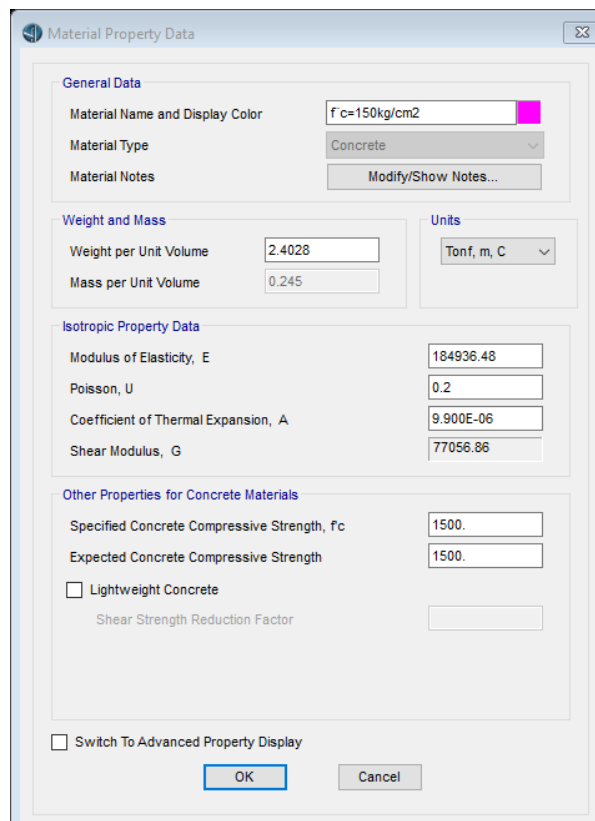 Material Property Data
General Data
Material Name and Display Color f'c=150kg/cm2
Material Type Concrete
Material Notes Modify/Show Notes...
Weight and Mass Units
Weight per Unit Volume 2.4028 Tonf, m, C
Mass per Unit Volume 0.245
Isotropic Property Data
Modulus of Elasticity, E 184936.48
Poisson, U 0.2
Coefficient of Thermal Expansion, A 9.900E-06
Shear Modulus, G 77056.86
Other Properties for Concrete Materials
Specified Concrete Compressive Strength, f'c 1500.
Expected Concrete Compressive Strength 1500.
Lightweight Concrete
Shear Strength Reduction Factor
Switch To Advanced Property Display
OK Cancel